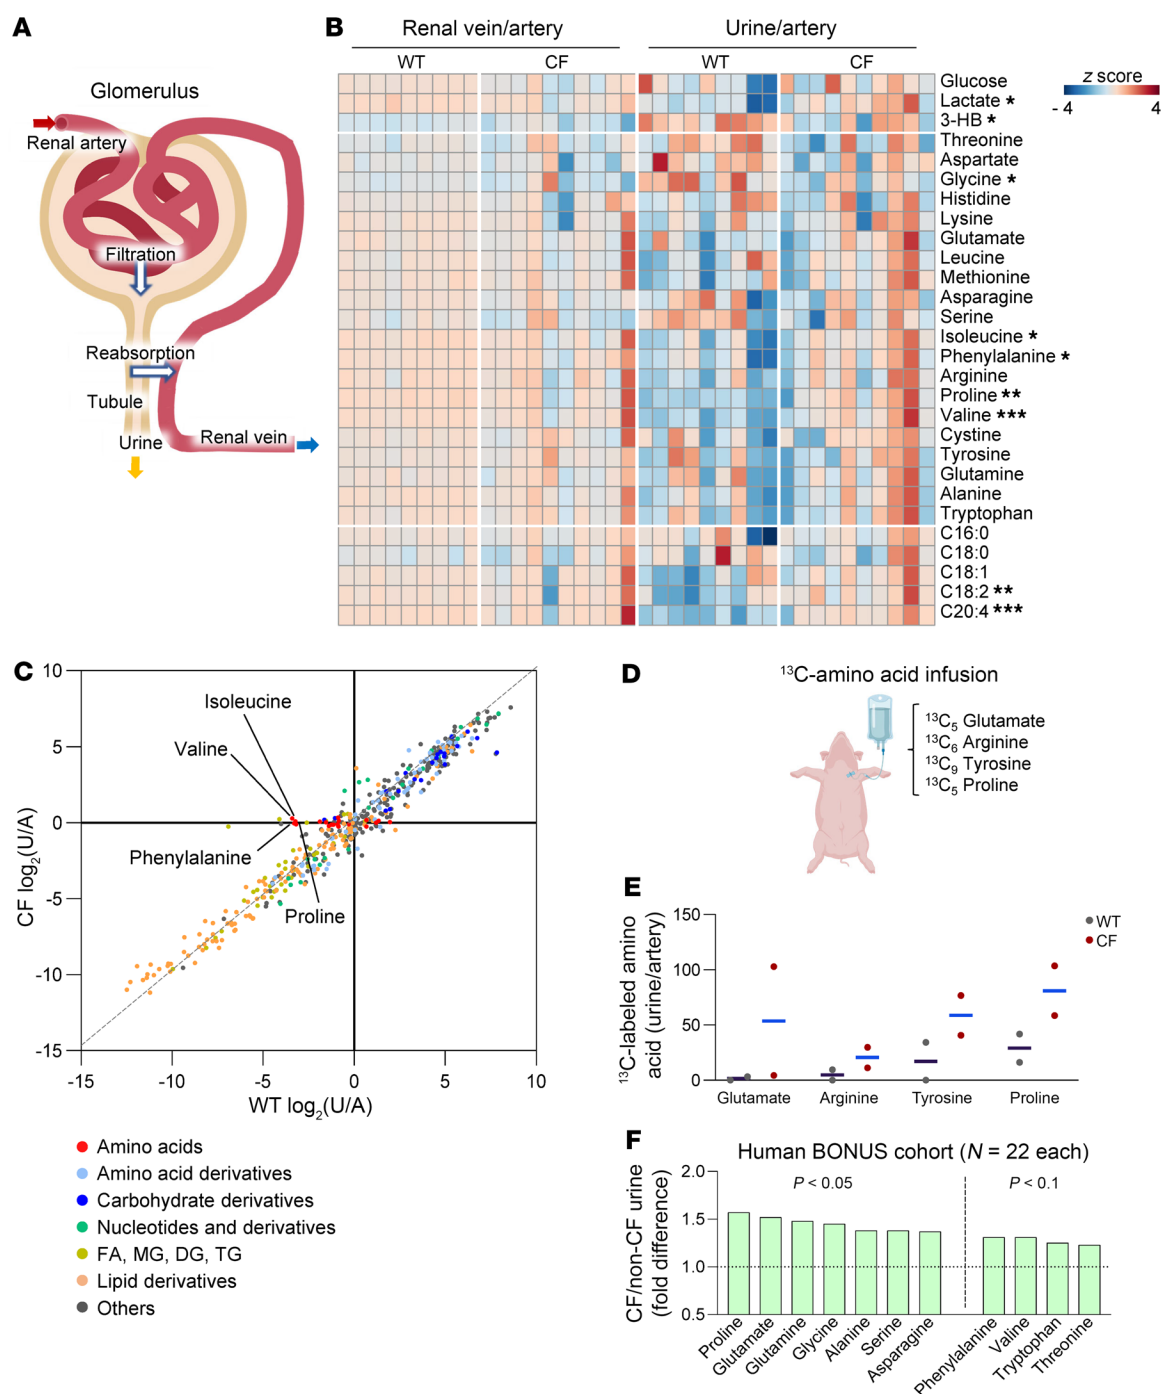 A
Glomerulus
Renal artery
Filtration
Reabsorption
Tubule
Urine
Renal vein
B
Renal vein/artery
Urine/artery
WT
CF
WT
CF
z score
- 4
4
Glucose
Lactate *
3-HB *
Threonine
Aspartate
Glycine *
Histidine
Lysine
Glutamate
Leucine
Methionine
Asparagine
Serine
Isoleucine *
Phenylalanine *
Arginine
Proline **
Valine ***
Cystine
Tyrosine
Glutamine
Alanine
Tryptophan
C16:0
C18:0
C18:1
C18:2 **
C20:4 ***
C
CF log₂(U/A)
10
5
0
-5
-10
-15
Isoleucine
Valine
Phenylalanine
Proline
-15
-10
-5
0
5
10
WT log₂(U/A)
Amino acids
Amino acid derivatives
Carbohydrate derivatives
Nucleotides and derivatives
FA, MG, DG, TG
Lipid derivatives
Others
D
¹³C-amino acid infusion
¹³C₅ Glutamate
¹³C₆ Arginine
¹³C₉ Tyrosine
¹³C₅ Proline
E
¹³C-labeled amino
acid (urine/artery)
150
100
50
0
WT
CF
Glutamate
Arginine
Tyrosine
Proline
F
Human BONUS cohort (N = 22 each)
CF/non-CF urine
(fold difference)
2.0
1.5
1.0
0.5
P < 0.05
P < 0.1
Proline
Glutamate
Glutamine
Glycine
Alanine
Serine
Asparagine
Phenylalanine
Valine
Tryptophan
Threonine